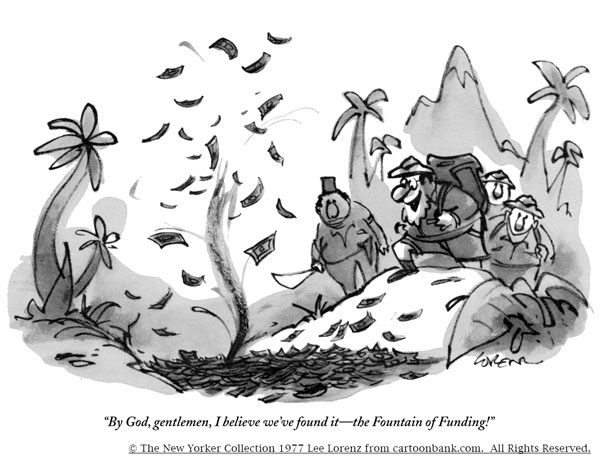 LORENZ
“By God, gentlemen, I believe we’ve found it—the Fountain of Funding!”
© The New Yorker Collection 1977 Lee Lorenz from cartoonbank.com.  All Rights Reserved.